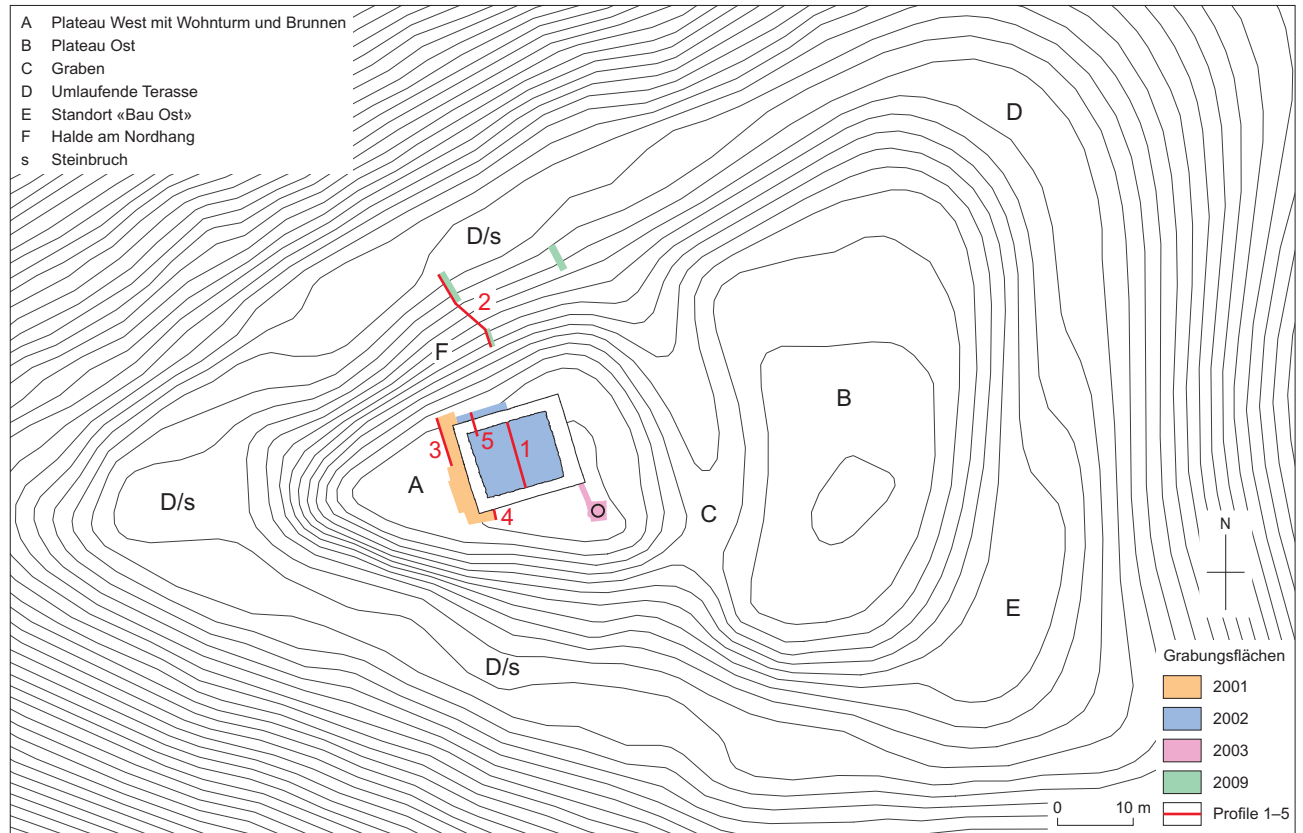 A Plateau West mit Wohnturm und Brunnen
B Plateau Ost
C Graben
D Umlaufende Terasse
E Standort «Bau Ost»
F Halde am Nordhang
s Steinbruch
D
D/s
2
F
B
3
5
1
A
D/s
4
C
N
E
D/s
Grabungsflächen
2001
2002
2003
2009
0 10 m
Profile 1–5